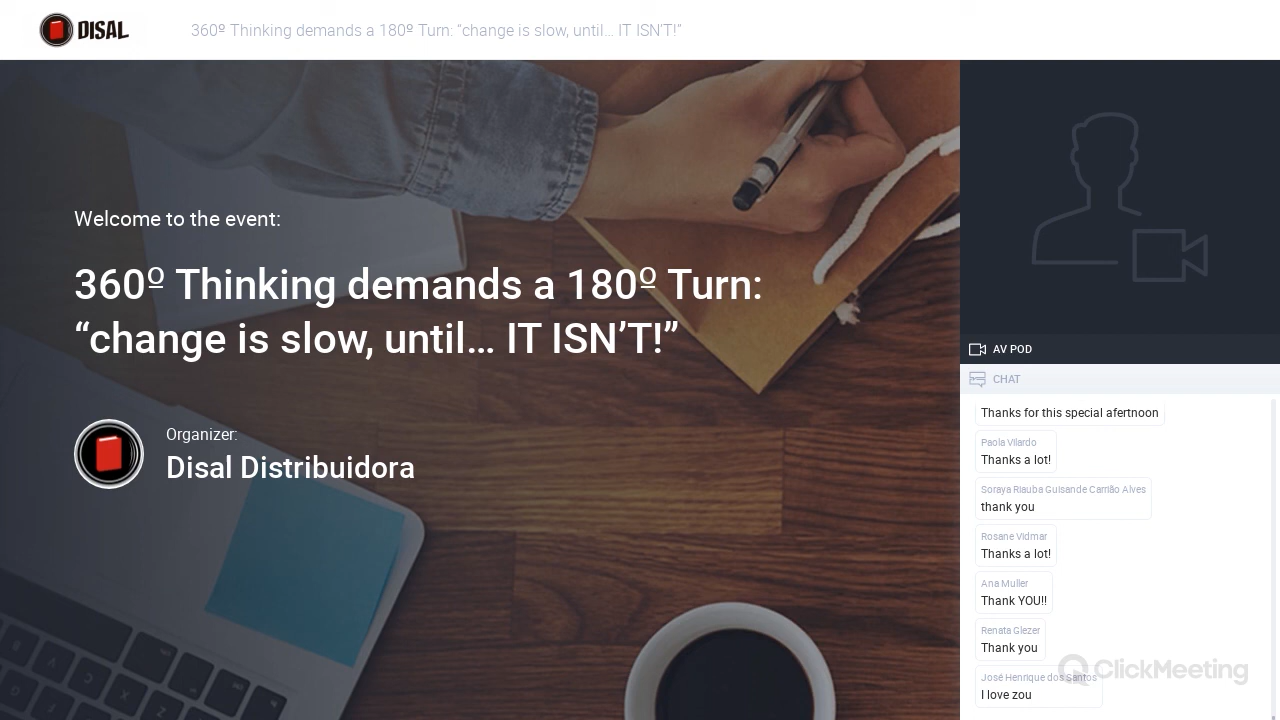 DISAL
360º Thinking demands a 180º Turn: “change is slow, until... IT ISN’T!”
Welcome to the event:
360º Thinking demands a 180º Turn:
“change is slow, until... IT ISN’T!”
Organizer:
Disal Distribuidora
AV POD
CHAT
Thanks for this special afertnoon
Paola Vilardo
Thanks a lot!
Soraya Riauba Guisande Carrião Alves
thank you
Rosane Vidmar
Thanks a lot!
Ana Muller
Thank YOU!!
Renata Glezer
Thank you
José Henrique dos Santos
I love zou
ClickMeeting